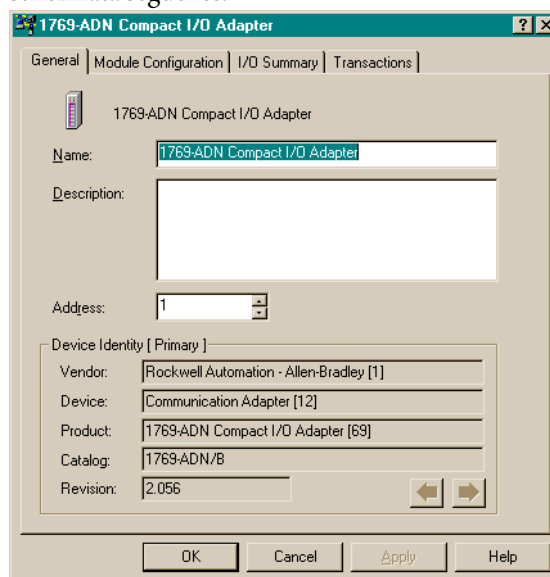 1769-ADN Compact I/O Adapter
General Module Configuration I/O Summary Transactions
1769-ADN Compact I/O Adapter
Name: 1769-ADN Compact I/O Adapter
Description:
Address: 1
Device Identity [ Primary ]
Vendor: Rockwell Automation - Allen-Bradley [1]
Device: Communication Adapter [12]
Product: 1769-ADN Compact I/O Adapter [69]
Catalog: 1769-ADN/B
Revision: 2.056
OK Cancel Apply Help